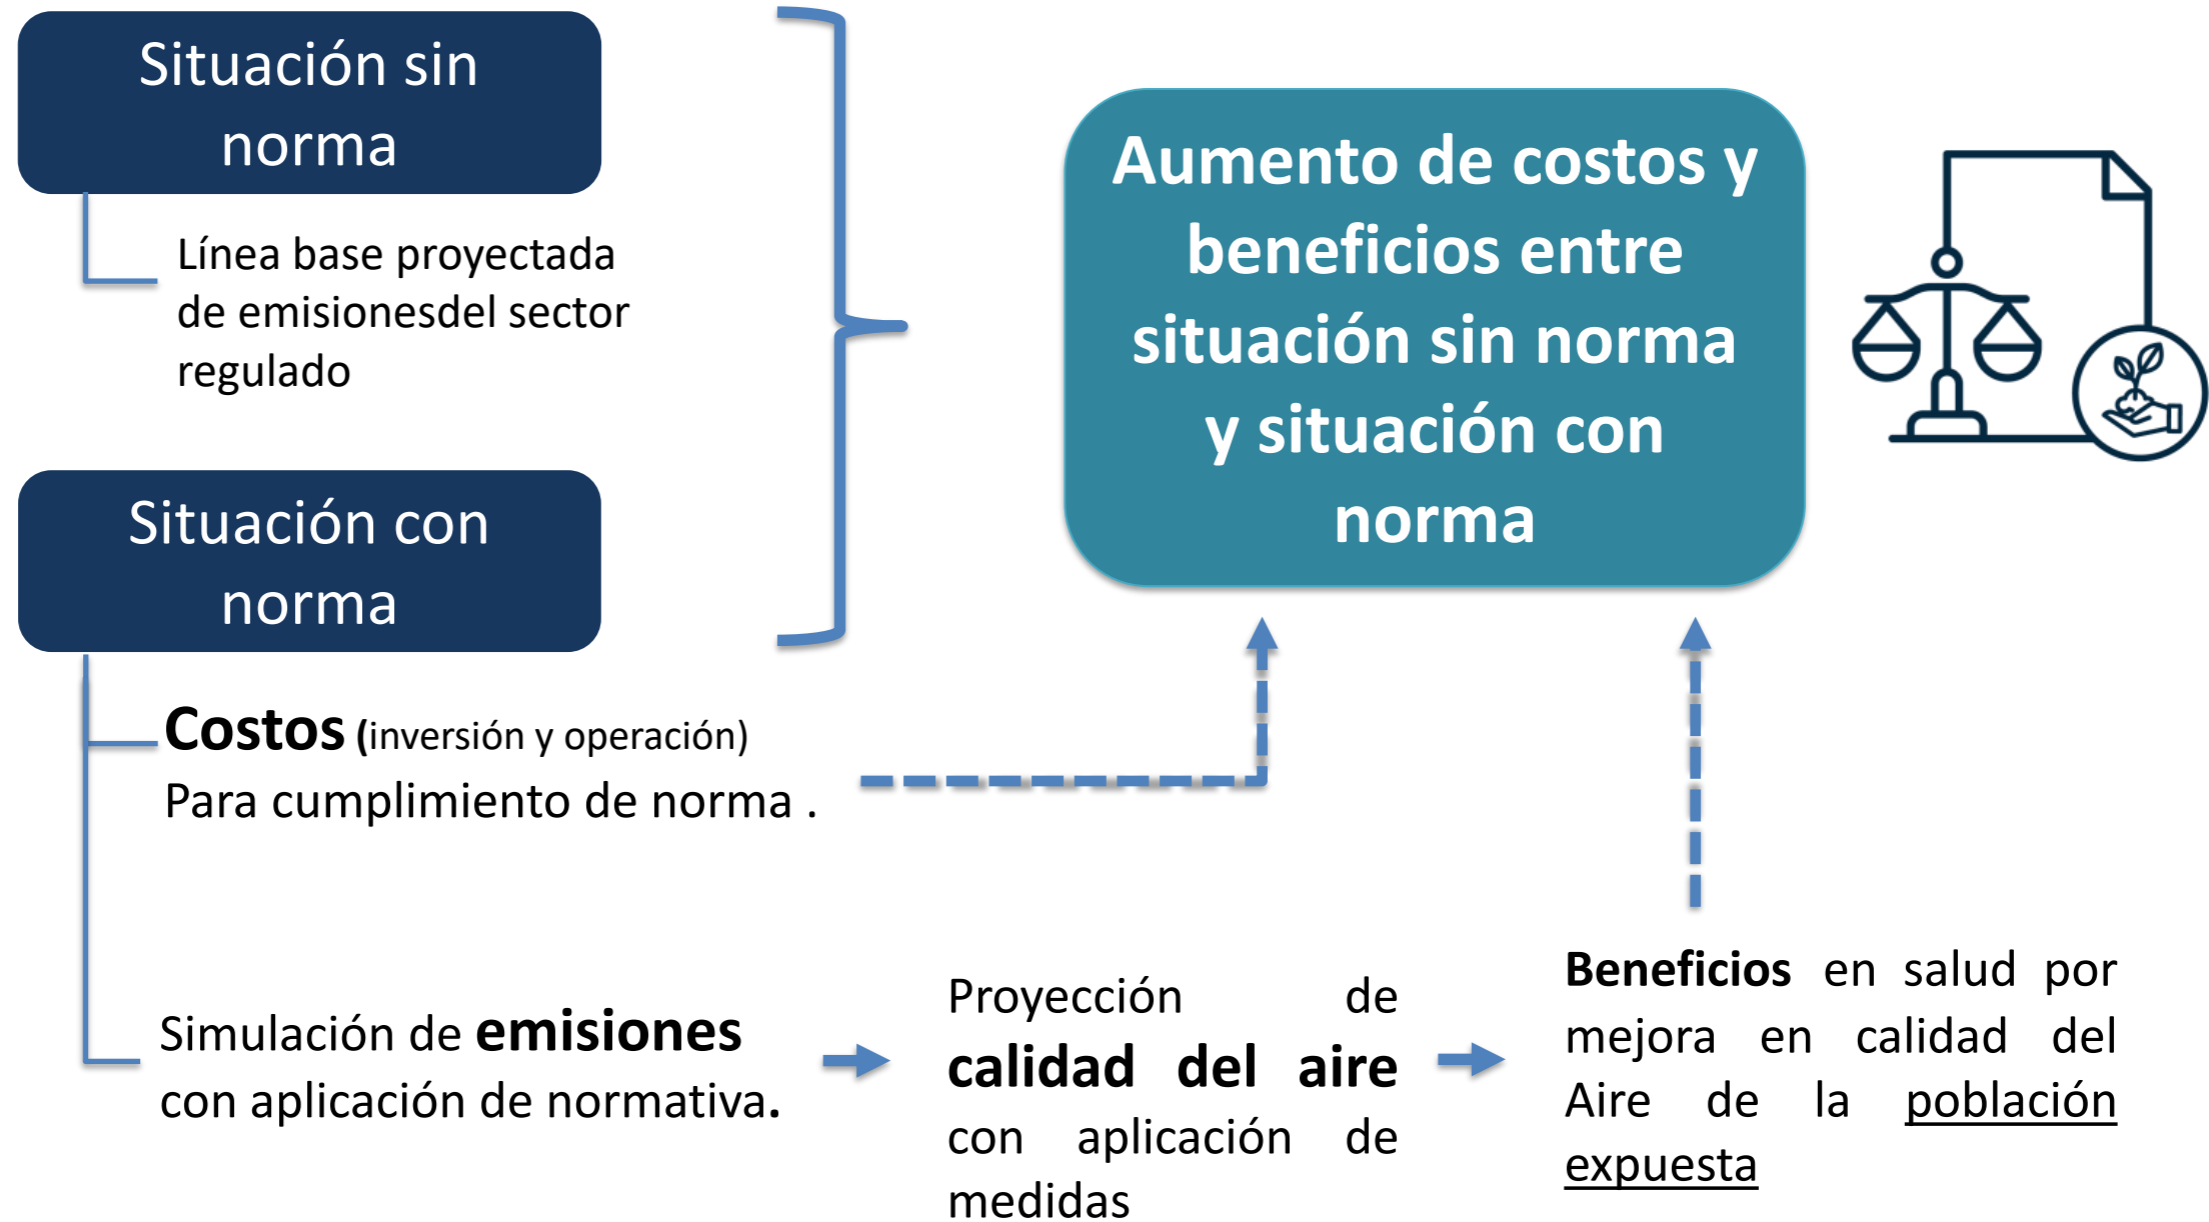 Situación sin
norma
Línea base proyectada
de emisionesdel sector
regulado
Situación con
norma
Costos (inversión y operación)
Para cumplimiento de norma .
Simulación de emisiones
con aplicación de normativa.
Proyección de
calidad del aire
con aplicación de
medidas
Beneficios en salud por
mejora en calidad del
Aire de la población
expuesta
Aumento de costos y
beneficios entre
situación sin norma
y situación con
norma